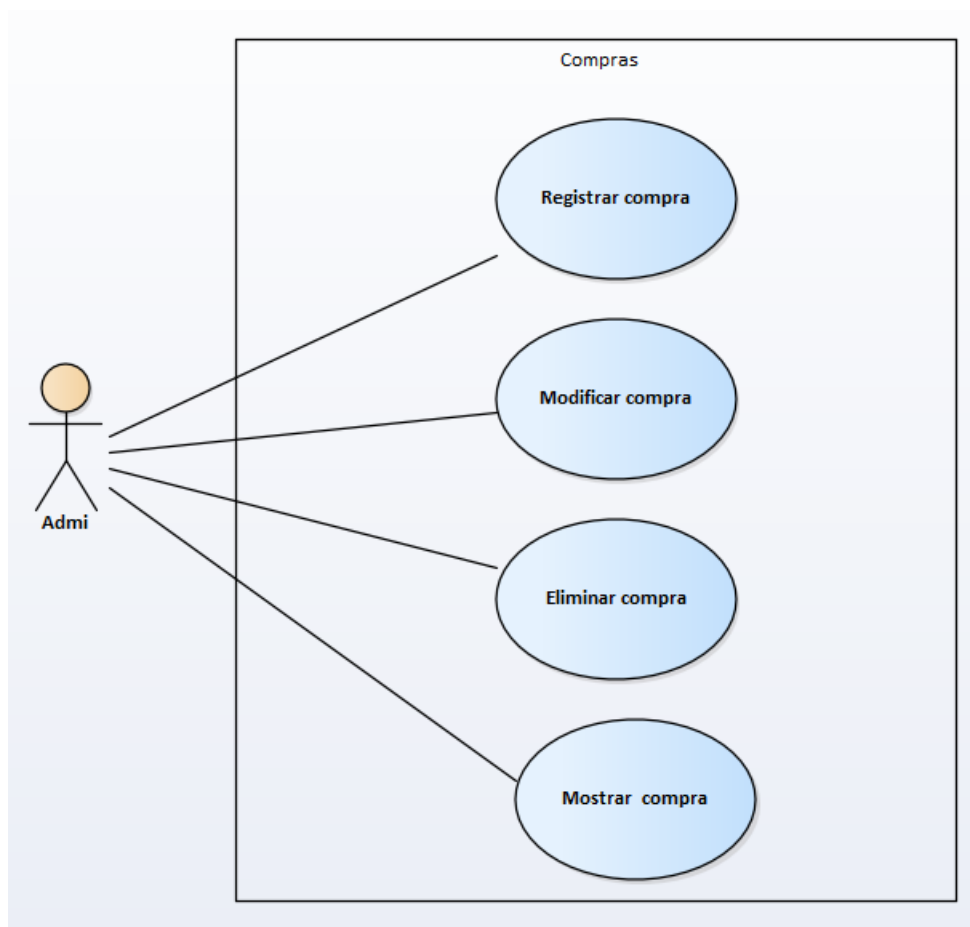 Compras
Registrar compra
Modificar compra
Admi
Eliminar compra
Mostrar compra